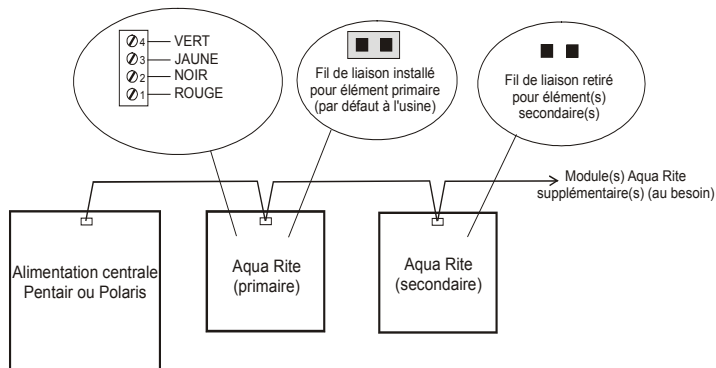 4 VERT
3 JAUNE
2 NOIR
1 ROUGE
Fil de liaison installé
pour élément primaire
(par défaut à l'usine)
Fil de liaison retiré
pour élément(s)
secondaire(s)
Module(s) Aqua Rite
supplémentaire(s) (au besoin)
Alimentation centrale
Pentair ou Polaris
Aqua Rite
(primaire)
Aqua Rite
(secondaire)